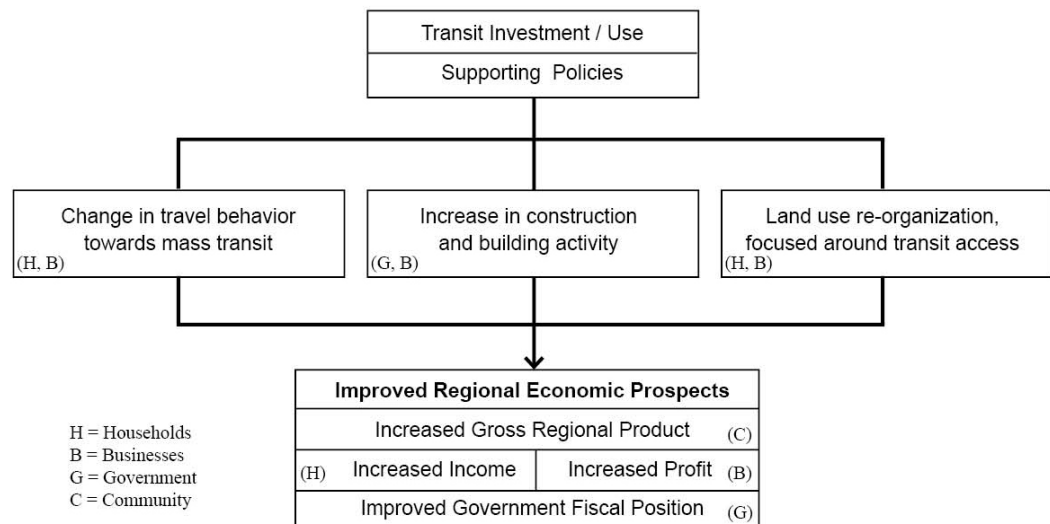 Transit Investment / Use
Supporting Policies
Change in travel behavior
towards mass transit
(H, B)
Increase in construction
and building activity
(G, B)
Land use re-organization,
focused around transit access
(H, B)
Improved Regional Economic Prospects
Increased Gross Regional Product (C)
(H) Increased Income Increased Profit (B)
Improved Government Fiscal Position (G)
H = Households
B = Businesses
G = Government
C = Community